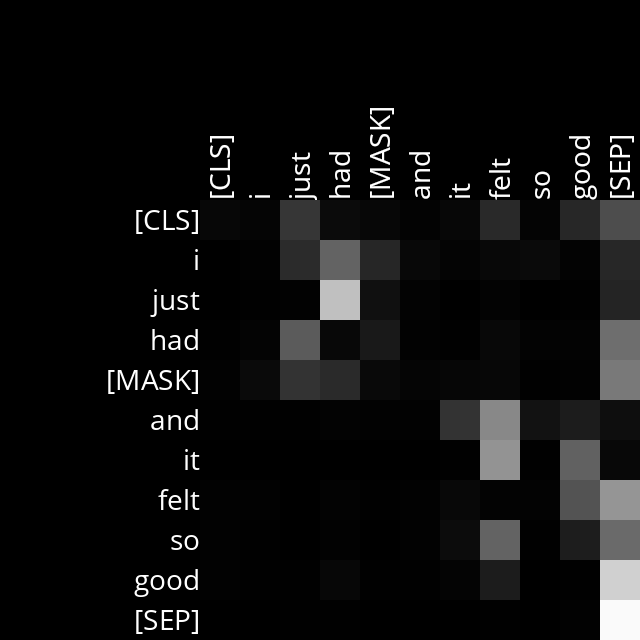 [CLS] i just had [MASK] and it felt so good [SEP]
[CLS]
i
just
had
[MASK]
and
it
felt
so
good
[SEP]